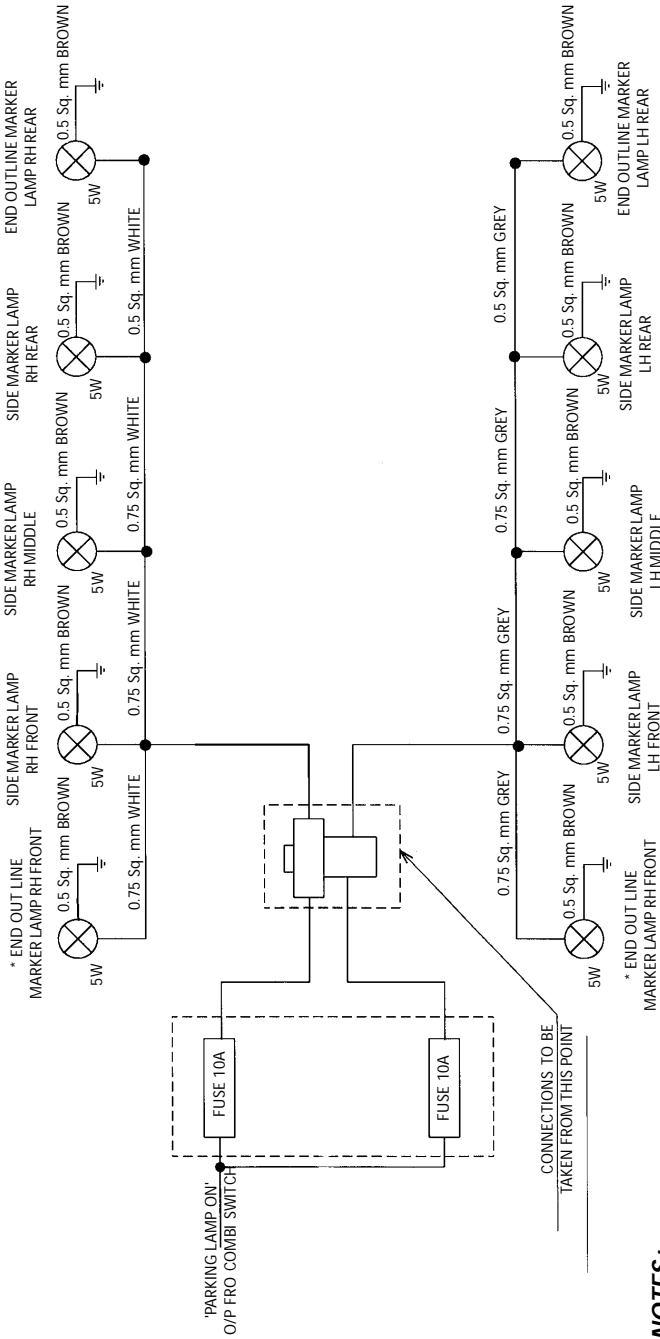 * END OUT LINE
MARKER LAMP RH FRONT
0.5 Sq. mm BROWN
5W
0.75 Sq. mm WHITE
SIDE MARKER LAMP
RH FRONT
0.5 Sq. mm BROWN
5W
0.75 Sq. mm WHITE
SIDE MARKER LAMP
RH MIDDLE
0.5 Sq. mm BROWN
5W
0.75 Sq. mm WHITE
SIDE MARKER LAMP
RH REAR
0.5 Sq. mm BROWN
5W
0.5 Sq. mm WHITE
END OUTLINE MARKER
LAMP RH REAR
0.5 Sq. mm BROWN
5W
'PARKING LAMP ON'
O/P FRO COMBI SWITCH
FUSE 10A
FUSE 10A
CONNECTIONS TO BE
TAKEN FROM THIS POINT
0.75 Sq. mm GREY
0.75 Sq. mm GREY
0.75 Sq. mm GREY
0.5 Sq. mm GREY
0.5 Sq. mm BROWN
5W
* END OUT LINE
MARKER LAMP RH FRONT
0.5 Sq. mm BROWN
5W
SIDE MARKER LAMP
LH FRONT
0.5 Sq. mm BROWN
5W
SIDE MARKER LAMP
LH MIDDLE
0.5 Sq. mm BROWN
5W
SIDE MARKER LAMP
LH REAR
0.5 Sq. mm BROWN
5W
END OUTLINE MARKER
LAMP LH REAR
NOTES: